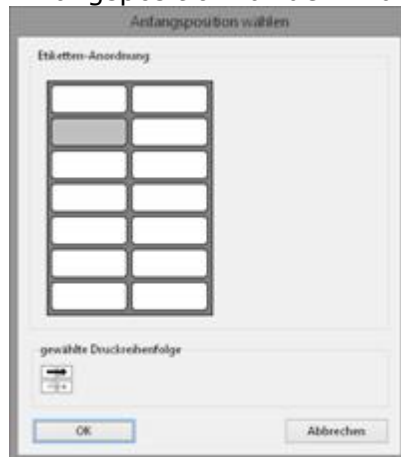 Anfangsposition wählen
Etiketten-Anordnung
gewählte Druckreihenfolge
OK
Abbrechen